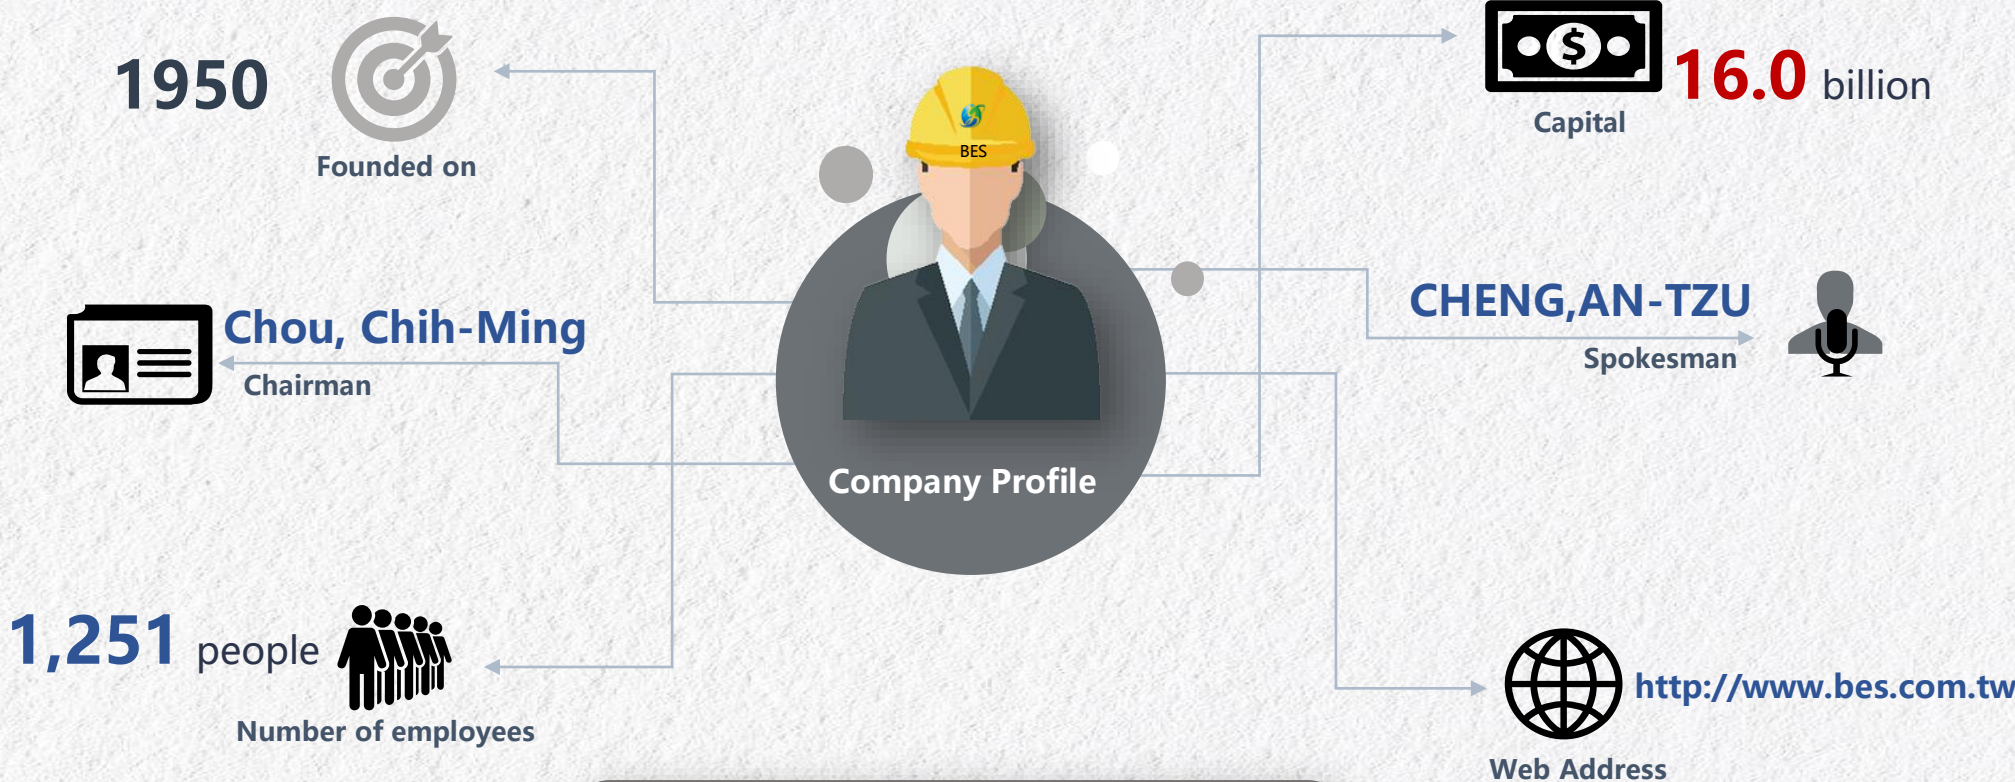 1950
Founded on
16.0 billion
Capital
BES
Chou, Chih-Ming
Chairman
CHENG,AN-TZU
Spokesman
Company Profile
1,251 people
Number of employees
http://www.bes.com.tw
Web Address